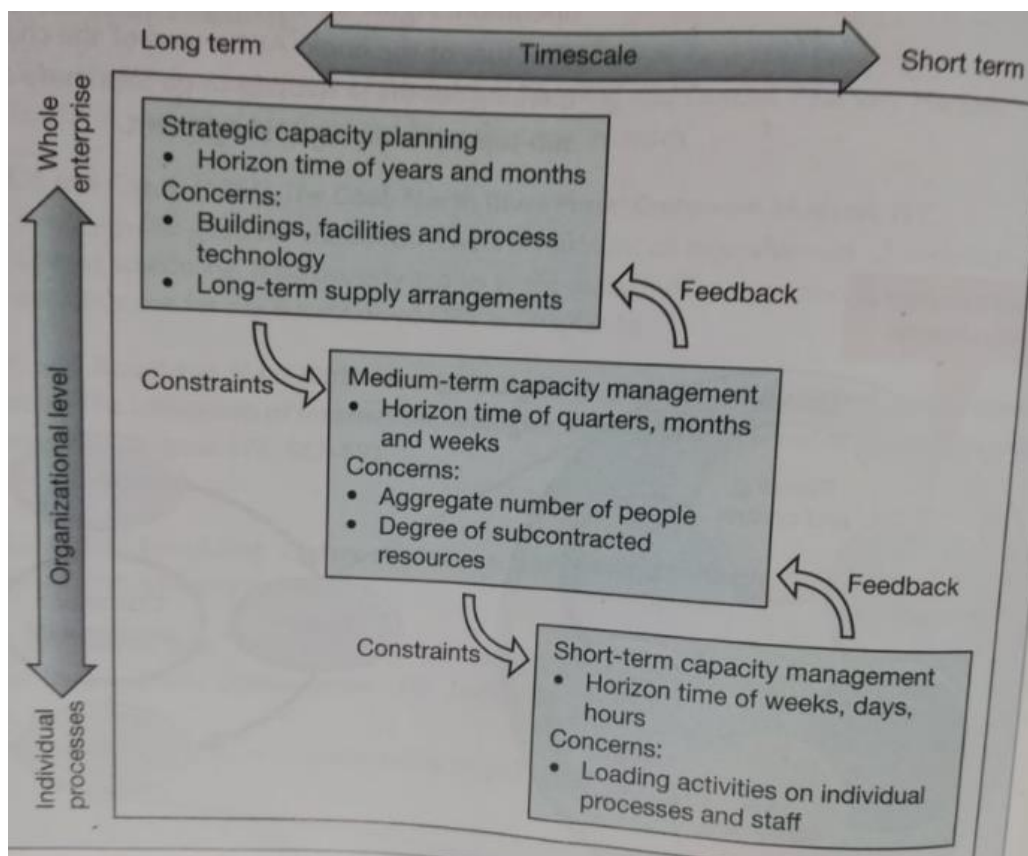 Long term
Timescale
Short term
Whole
enterprise
Organizational level
Individual
processes
Strategic capacity planning
• Horizon time of years and months
Concerns:
• Buildings, facilities and process
technology
• Long-term supply arrangements
Feedback
Constraints
Medium-term capacity management
• Horizon time of quarters, months
and weeks
Concerns:
• Aggregate number of people
• Degree of subcontracted
resources
Feedback
Constraints
Short-term capacity management
• Horizon time of weeks, days,
hours
Concerns:
• Loading activities on individual
processes and staff